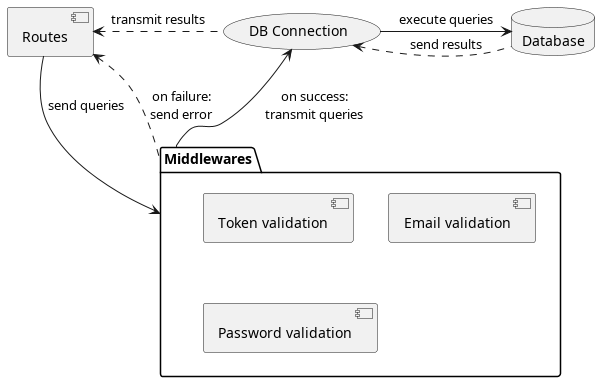 Routes
transmit results
DB Connection
execute queries
send results
Database
send queries
on failure:
send error
on success:
transmit queries
Middlewares
Token validation
Email validation
Password validation